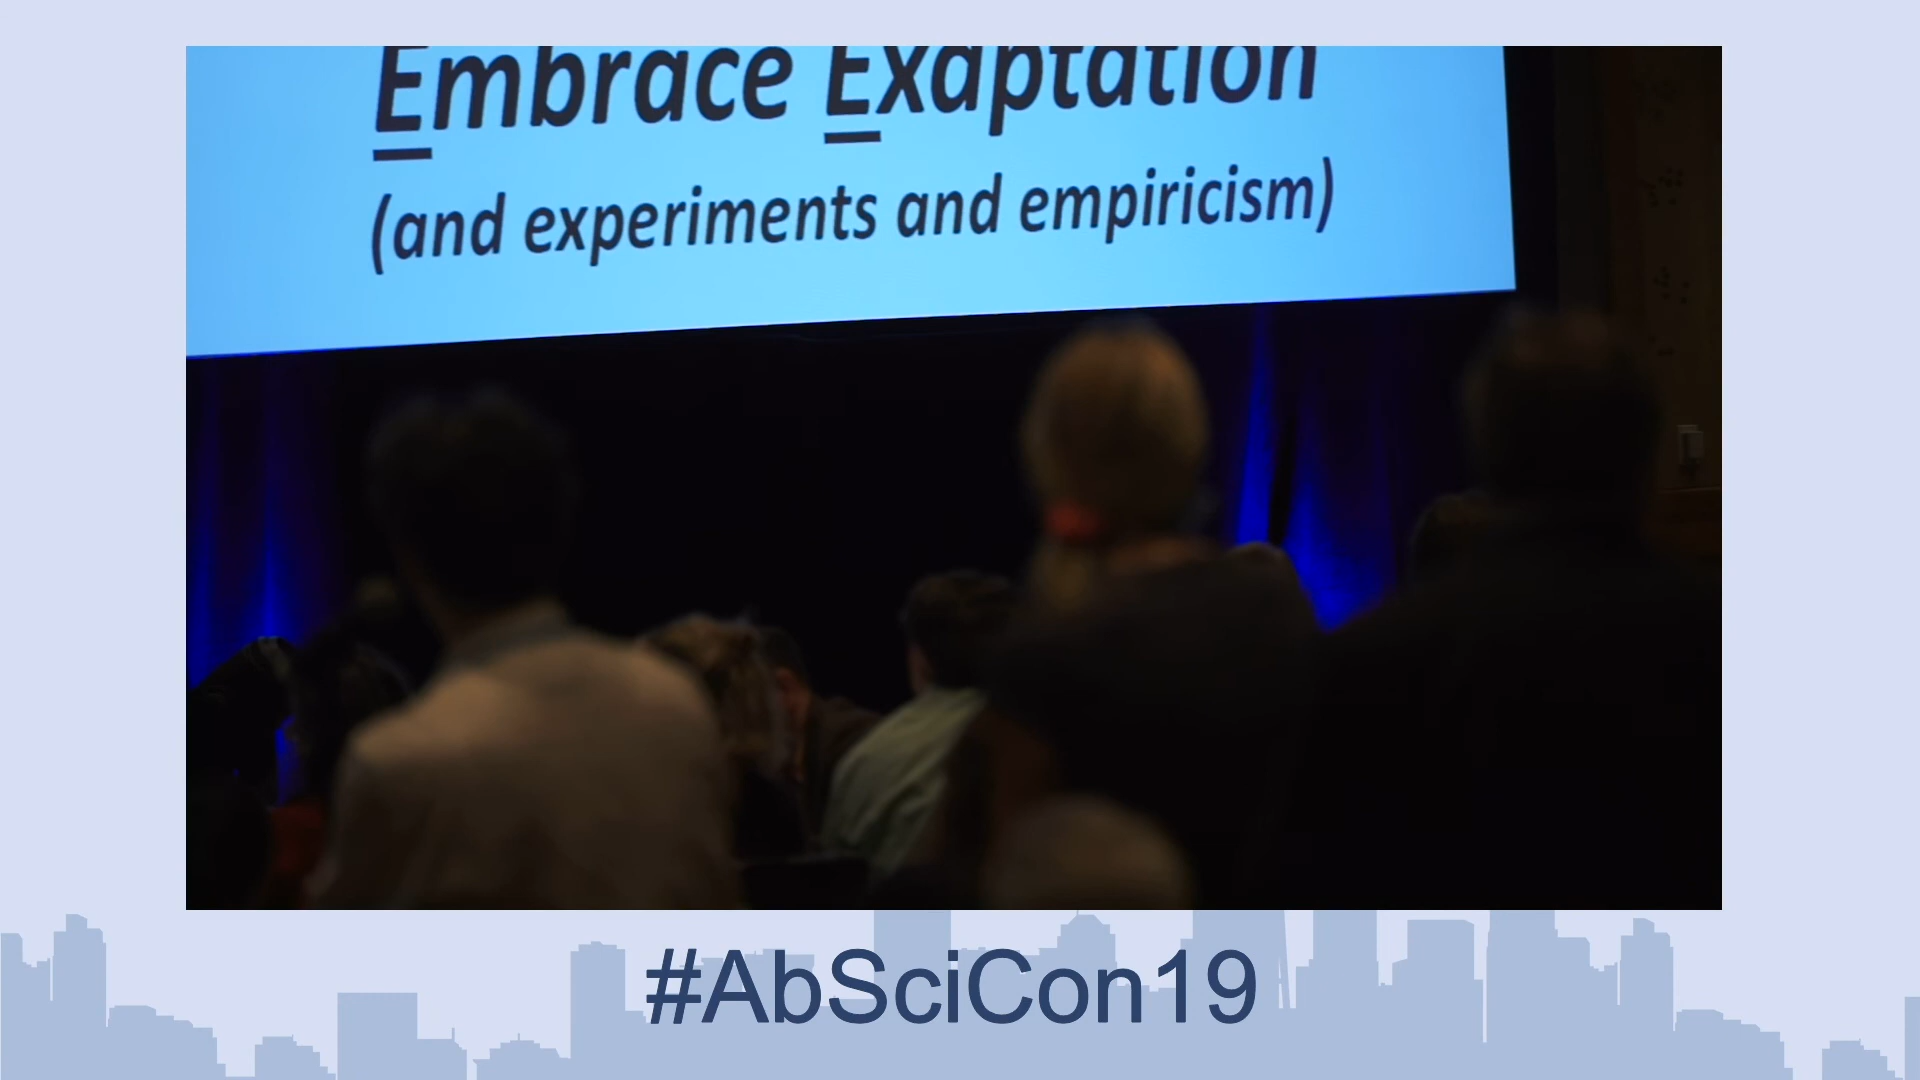 Embrace Exaptation
(and experiments and empiricism)
#AbSciCon19